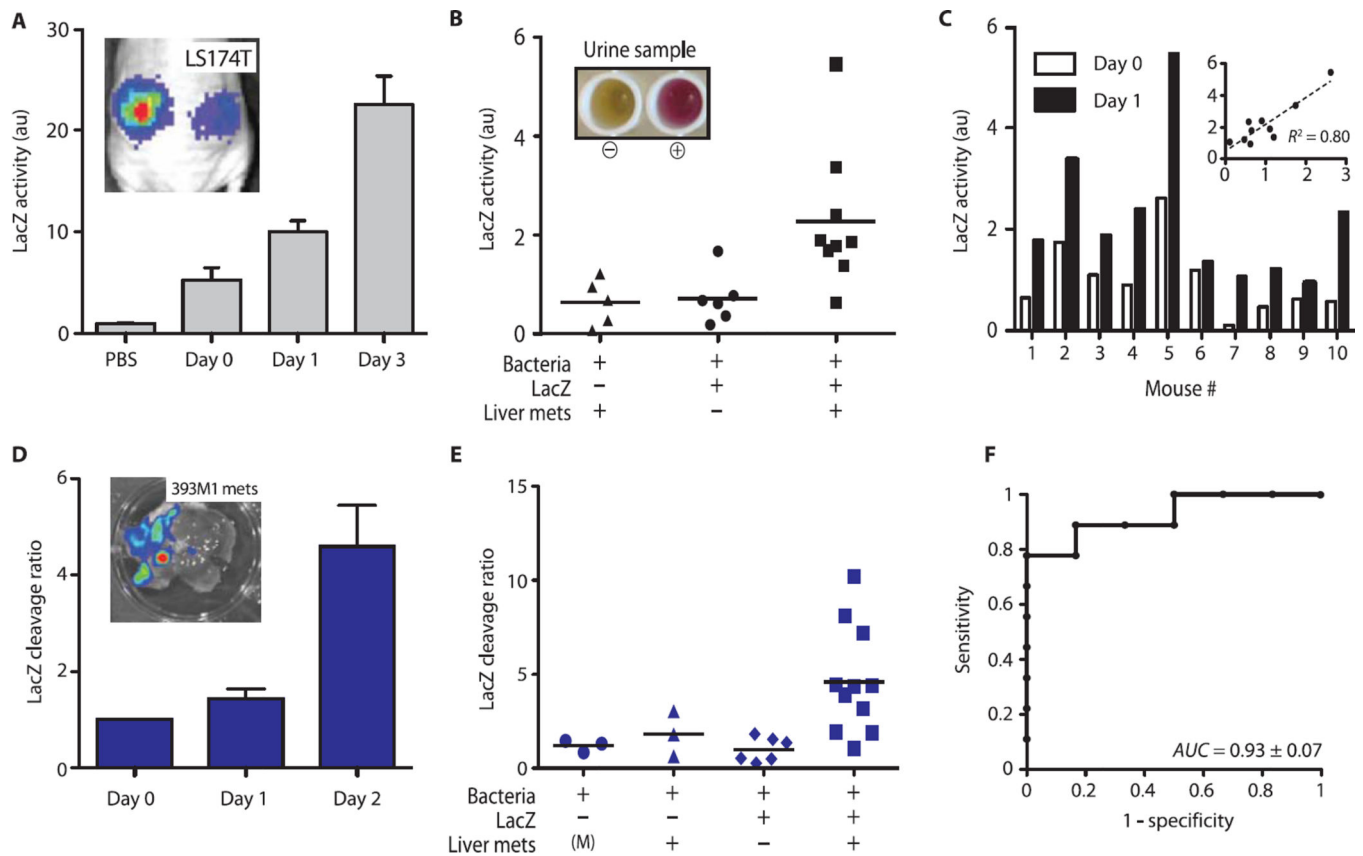 A
LacZ activity (au)
30
20
10
0
LS174T
PBS Day 0 Day 1 Day 3
B
LacZ activity (au)
6
4
2
0
Urine sample
− +
Bacteria + + +
LacZ − + +
Liver mets + − +
C
LacZ activity (au)
6
4
2
0
Day 0
Day 1
6
4
2
0
R² = 0.80
0 1 2 3
1 2 3 4 5 6 7 8 9 10
Mouse #
D
LacZ cleavage ratio
6
4
2
0
393M1 mets
Day 0 Day 1 Day 2
E
LacZ cleavage ratio
15
10
5
0
Bacteria + + + +
LacZ − − + +
Liver mets (M) + − +
F
Sensitivity
1
0.8
0.6
0.4
0.2
0
AUC = 0.93 ± 0.07
0 0.2 0.4 0.6 0.8 1
1 - specificity